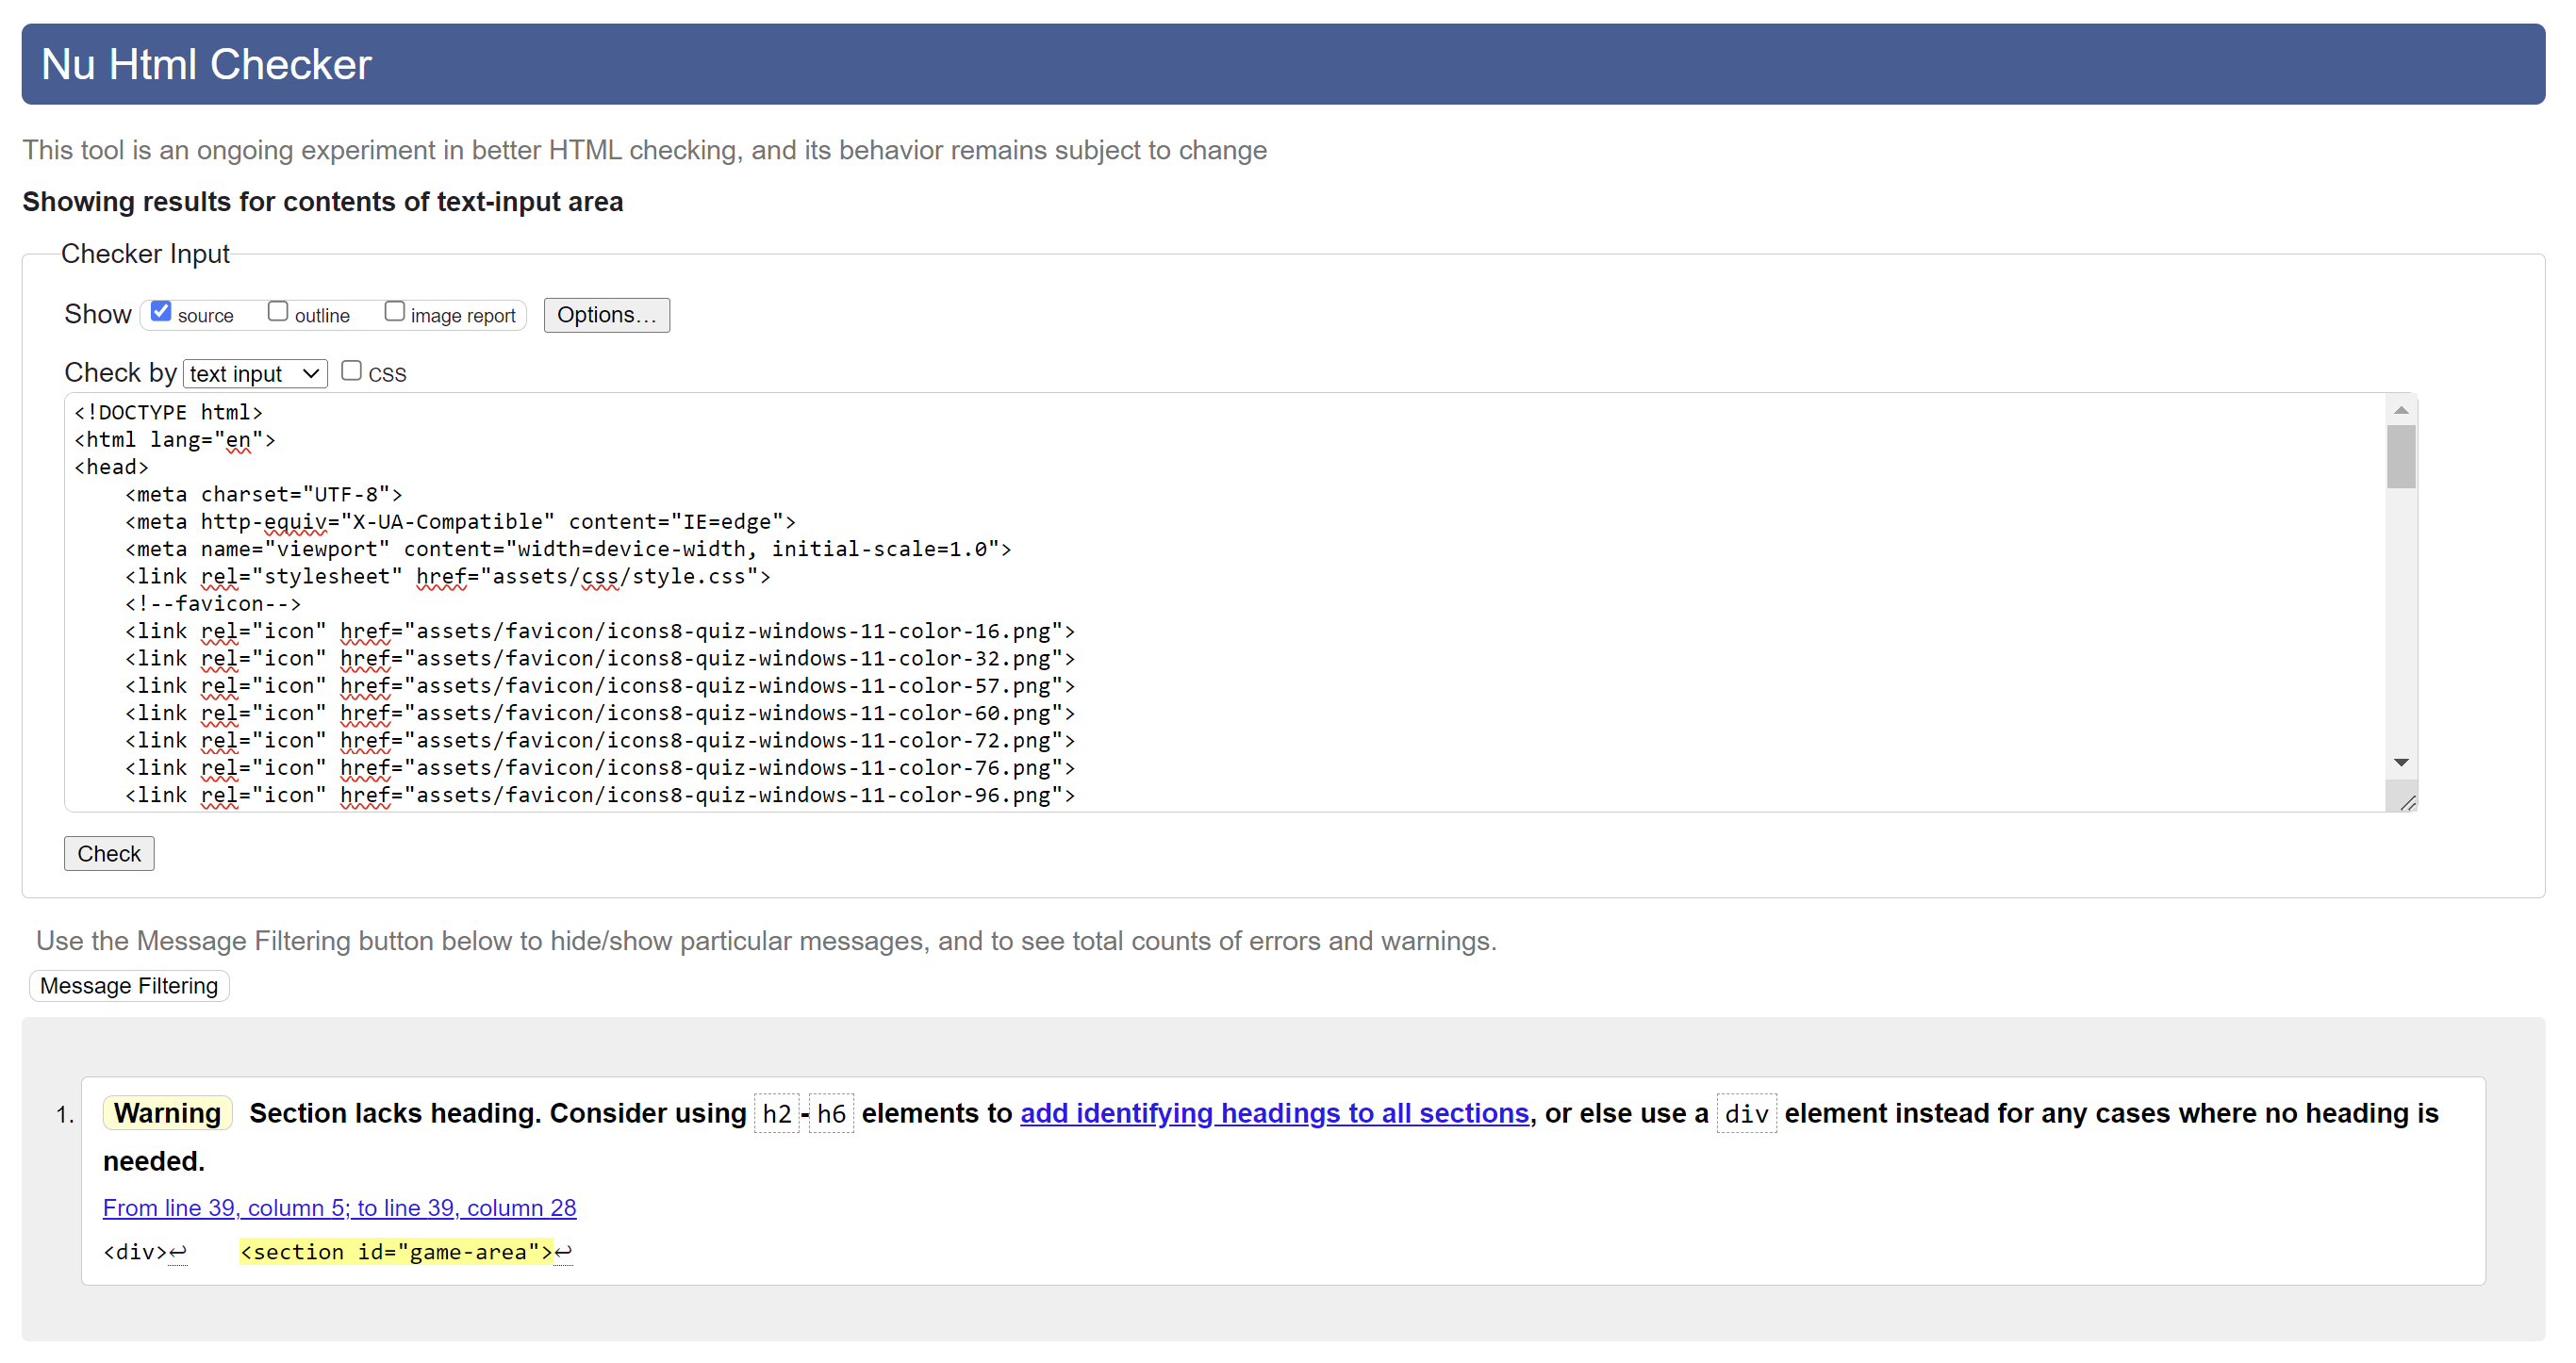 Nu Html Checker
This tool is an ongoing experiment in better HTML checking, and its behavior remains subject to change
Showing results for contents of text-input area
Checker Input
Show source outline image report Options...
Check by text input CSS
<!DOCTYPE html>
<html lang="en">
<head>
    <meta charset="UTF-8">
    <meta http-equiv="X-UA-Compatible" content="IE=edge">
    <meta name="viewport" content="width=device-width, initial-scale=1.0">
    <link rel="stylesheet" href="assets/css/style.css">
    <!--favicon-->
    <link rel="icon" href="assets/favicon/icons8-quiz-windows-11-color-16.png">
    <link rel="icon" href="assets/favicon/icons8-quiz-windows-11-color-32.png">
    <link rel="icon" href="assets/favicon/icons8-quiz-windows-11-color-57.png">
    <link rel="icon" href="assets/favicon/icons8-quiz-windows-11-color-60.png">
    <link rel="icon" href="assets/favicon/icons8-quiz-windows-11-color-72.png">
    <link rel="icon" href="assets/favicon/icons8-quiz-windows-11-color-76.png">
    <link rel="icon" href="assets/favicon/icons8-quiz-windows-11-color-96.png">
Check
Use the Message Filtering button below to hide/show particular messages, and to see total counts of errors and warnings.
Message Filtering
1. Warning Section lacks heading. Consider using h2-h6 elements to add identifying headings to all sections, or else use a div element instead for any cases where no heading is
needed.
From line 39, column 5; to line 39, column 28
<div>↩    <section id="game-area">↩